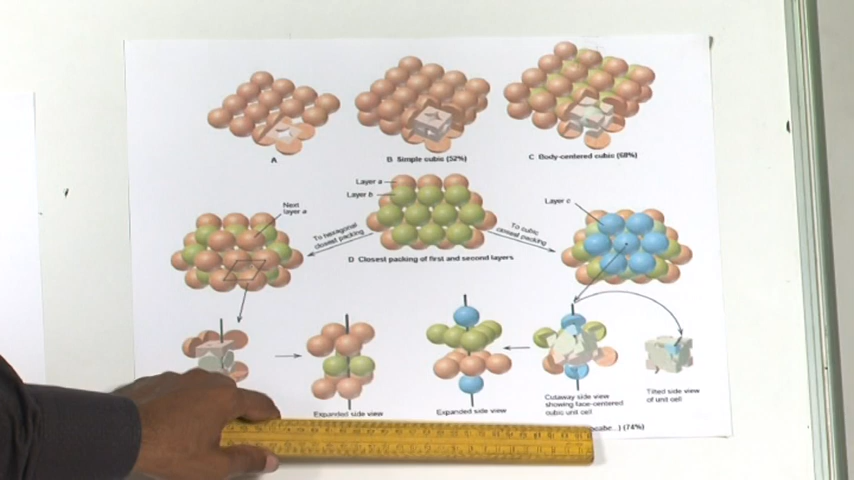 A
B Simple cubic (52%)
C Body-centered cubic (68%)
Layer a
Layer b
Next
layer a
To hexagonal
closest packing
To cubic
closest packing
Layer c
D Closest packing of first and second layers
Expanded side view
Expanded side view
Cutaway side view
showing face-centered
cubic unit cell
Tilted side view
of unit cell
(74%)